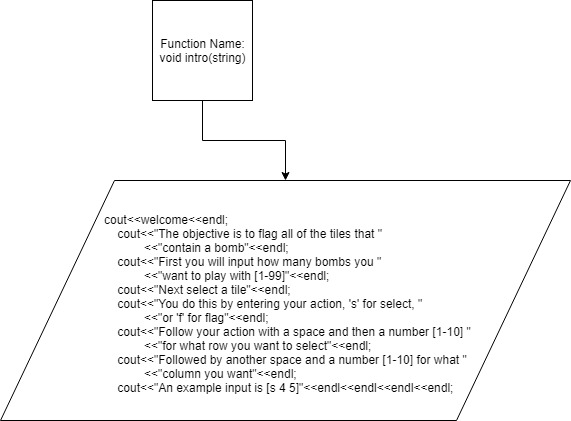 Function Name:
void intro(string)
cout<<welcome<<endl;
cout<<"The objective is to flag all of the tiles that "
<<"contain a bomb"<<endl;
cout<<"First you will input how many bombs you "
<<"want to play with [1-99]"<<endl;
cout<<"Next select a tile"<<endl;
cout<<"You do this by entering your action, 's' for select, "
<<"or 'f' for flag"<<endl;
cout<<"Follow your action with a space and then a number [1-10] "
<<"for what row you want to select"<<endl;
cout<<"Followed by another space and a number [1-10] for what "
<<"column you want"<<endl;
cout<<"An example input is [s 4 5]"<<endl<<endl<<endl<<endl;